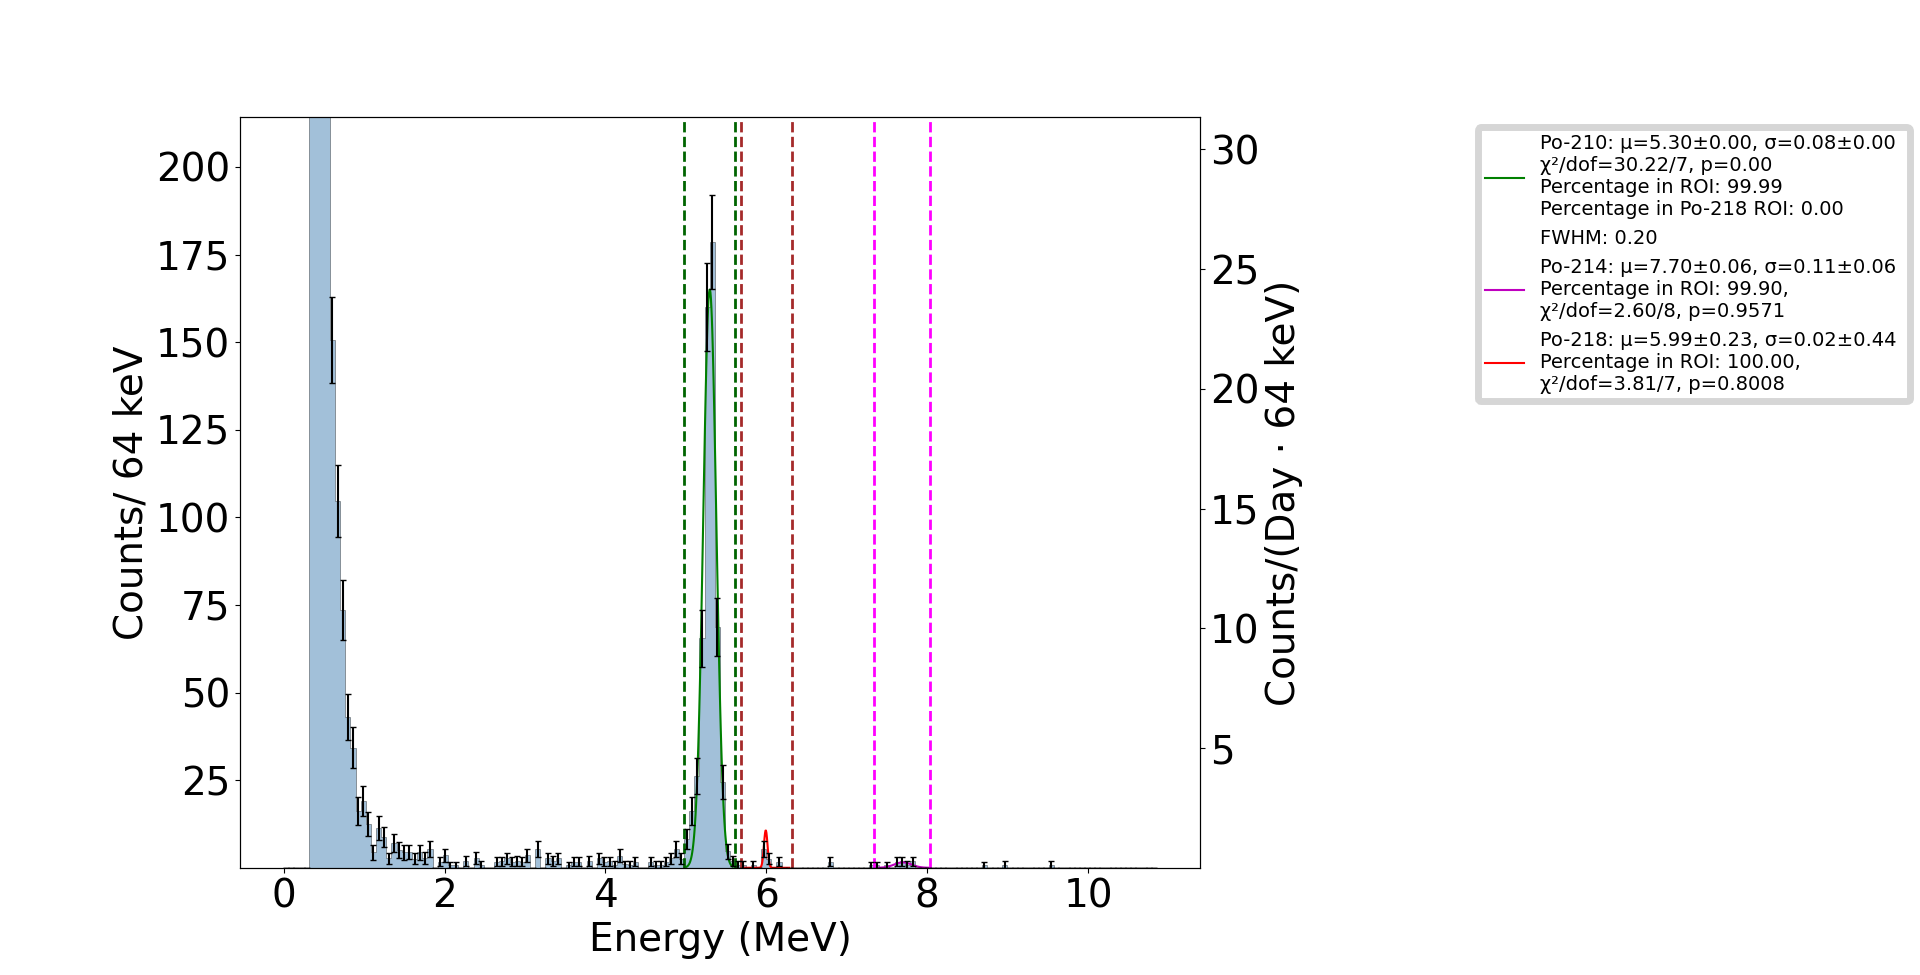 Counts/ 64 keV
200
175
150
125
100
75
50
25
0
2
4
6
8
10
Energy (MeV)
30
25
20
15
10
5
Counts/(Day · 64 keV)
Po-210: μ=5.30±0.00, σ=0.08±0.00
χ²/dof=30.22/7, p=0.00
Percentage in ROI: 99.99
Percentage in Po-218 ROI: 0.00
FWHM: 0.20
Po-214: μ=7.70±0.06, σ=0.11±0.06
Percentage in ROI: 99.90,
χ²/dof=2.60/8, p=0.9571
Po-218: μ=5.99±0.23, σ=0.02±0.44
Percentage in ROI: 100.00,
χ²/dof=3.81/7, p=0.8008